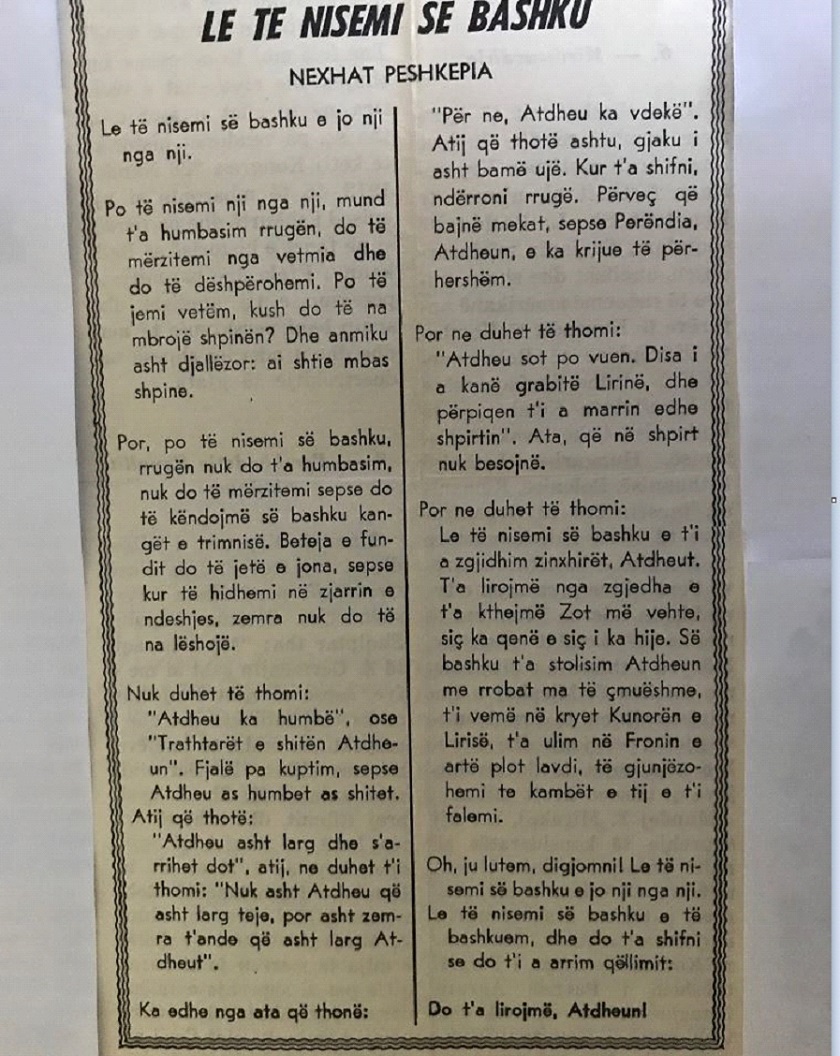 LE TE NISEMI SE BASHKU
NEXHAT PESHKEPIA
Le të nisemi së bashku e jo nji
nga nji.
Po të nisemi nji nga nji, mund
t'a humbasim rrugën, do të
mërzitemi nga vetmia dhe
do të dëshpërohemi. Po të
jemi vetëm, kush do të na
mbrojë shpinën? Dhe anmiku
asht djallëzor: ai shtie mbas
shpine.
Por, po të nisemi së bashku,
rrugën nuk do t'a humbasim,
nuk do të mërzitemi sepse do
të këndojmë së bashku kan-
gët e trimnisë. Beteja e fun-
dit do të jetë e jona, sepse
kur të hidhemi në zjarrin e
ndeshjes, zemra nuk do të
na lëshojë.
Nuk duhet të thomi:
"Atdheu ka humbë", ose
"Trathtarët e shitën Atdhe-
un". Fjalë pa kuptim, sepse
Atdheu as humbet as shitet.
Atij që thotë:
"Atdheu asht larg dhe s'a-
rrihet dot", atij, ne duhet t'i
thomi: "Nuk asht Atdheu që
asht larg teje, por asht zem-
ra t'ande që asht larg At-
dheut".
Ka edhe nga ata që thonë:
"Për ne, Atdheu ka vdekë".
Atij që thotë ashtu, gjaku i
asht bamë ujë. Kur t'a shifni,
ndërroni rrugë. Përveç që
bajnë mekat, sepse Perëndia,
Atdheun, e ka krijue të për-
hershëm.
Por ne duhet të thomi:
"Atdheu sot po vuen. Disa i
a kanë grabitë Lirinë, dhe
përpiqen t'i a marrin edhe
shpirtin". Ata, që në shpirt
nuk besojnë.
Por ne duhet të thomi:
Le të nisemi së bashku e t'i
a zgjidhim zinxhirët, Atdheut.
T'a lirojmë nga zgjedha e
t'a kthejmë Zot më vehte,
siç ka qenë e siç i ka hije. Së
bashku t'a stolisim Atdheun
me rrobat ma të çmuëshme,
t'i vemë në kryet Kunorën e
Lirisë, t'a ulim në Fronin e
artë plot lavdi, të gjunjëzo-
hemi te kambët e tij e t'i
falemi.
Oh, ju lutem, digjomni! Le të ni-
semi së bashku e jo nji nga nji.
Le të nisemi së bashku e të
bashkuem, dhe do t'a shifni
se do t'i a arrim qëllimit:
Do t'a lirojmë, Atdheun!